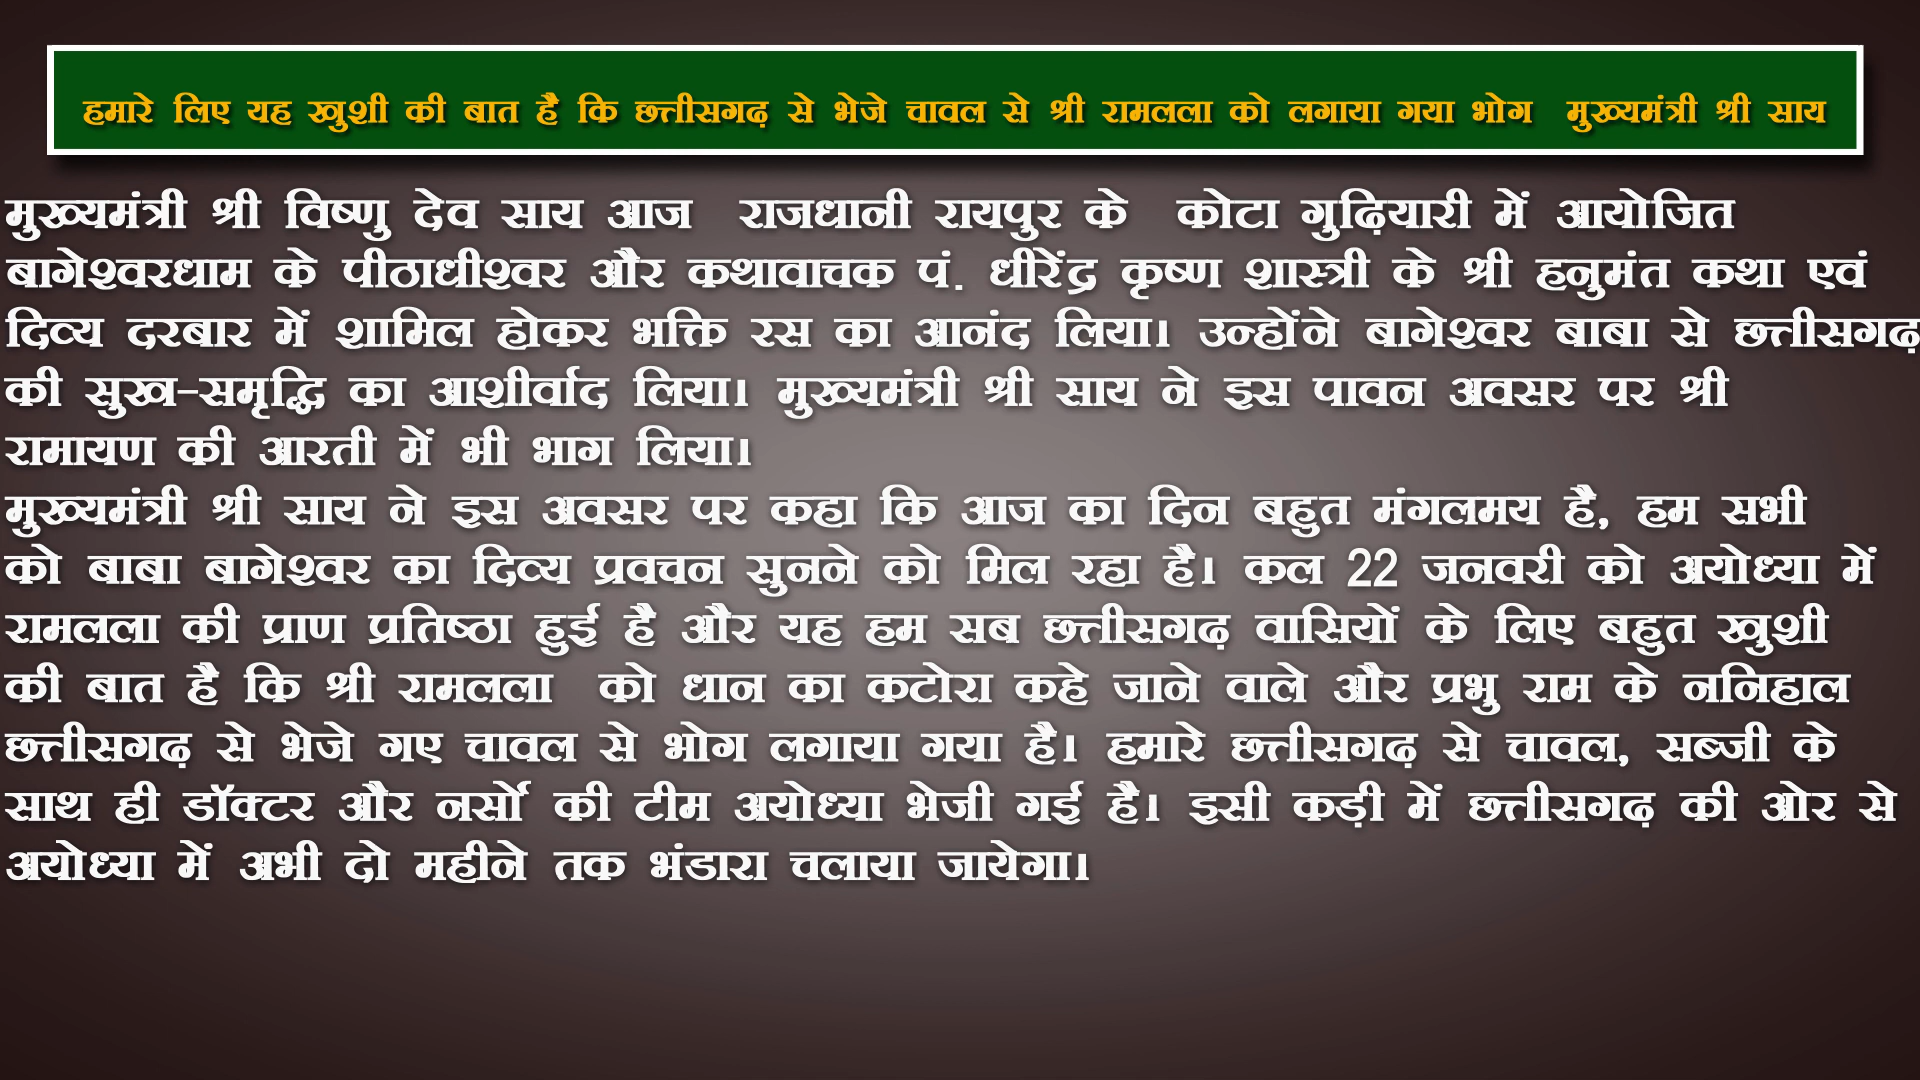 हमारे लिए यह खुशी की बात है कि छत्तीसगढ़ से भेजे चावल से श्री रामलला को लगाया गया भोग मुख्यमंत्री श्री साय
मुख्यमंत्री श्री विष्णु देव साय आज राजधानी रायपुर के कोटा गुढ़ियारी में आयोजित
बागेश्वरधाम के पीठाधीश्वर और कथावाचक पं. धीरेंद्र कृष्ण शास्त्री के श्री हनुमंत कथा एवं
दिव्य दरबार में शामिल होकर भक्ति रस का आनंद लिया। उन्होंने बागेश्वर बाबा से छत्तीसगढ़
की सुख-समृद्धि का आशीर्वाद लिया। मुख्यमंत्री श्री साय ने इस पावन अवसर पर श्री
रामायण की आरती में भी भाग लिया।
मुख्यमंत्री श्री साय ने इस अवसर पर कहा कि आज का दिन बहुत मंगलमय है, हम सभी
को बाबा बागेश्वर का दिव्य प्रवचन सुनने को मिल रहा है। कल 22 जनवरी को अयोध्या में
रामलला की प्राण प्रतिष्ठा हुई है और यह हम सब छत्तीसगढ़ वासियों के लिए बहुत खुशी
की बात है कि श्री रामलला को धान का कटोरा कहे जाने वाले और प्रभु राम के ननिहाल
छत्तीसगढ़ से भेजे गए चावल से भोग लगाया गया है। हमारे छत्तीसगढ़ से चावल, सब्जी के
साथ ही डॉक्टर और नर्सों की टीम अयोध्या भेजी गई है। इसी कड़ी में छत्तीसगढ़ की ओर से
अयोध्या में अभी दो महीने तक भंडारा चलाया जायेगा।